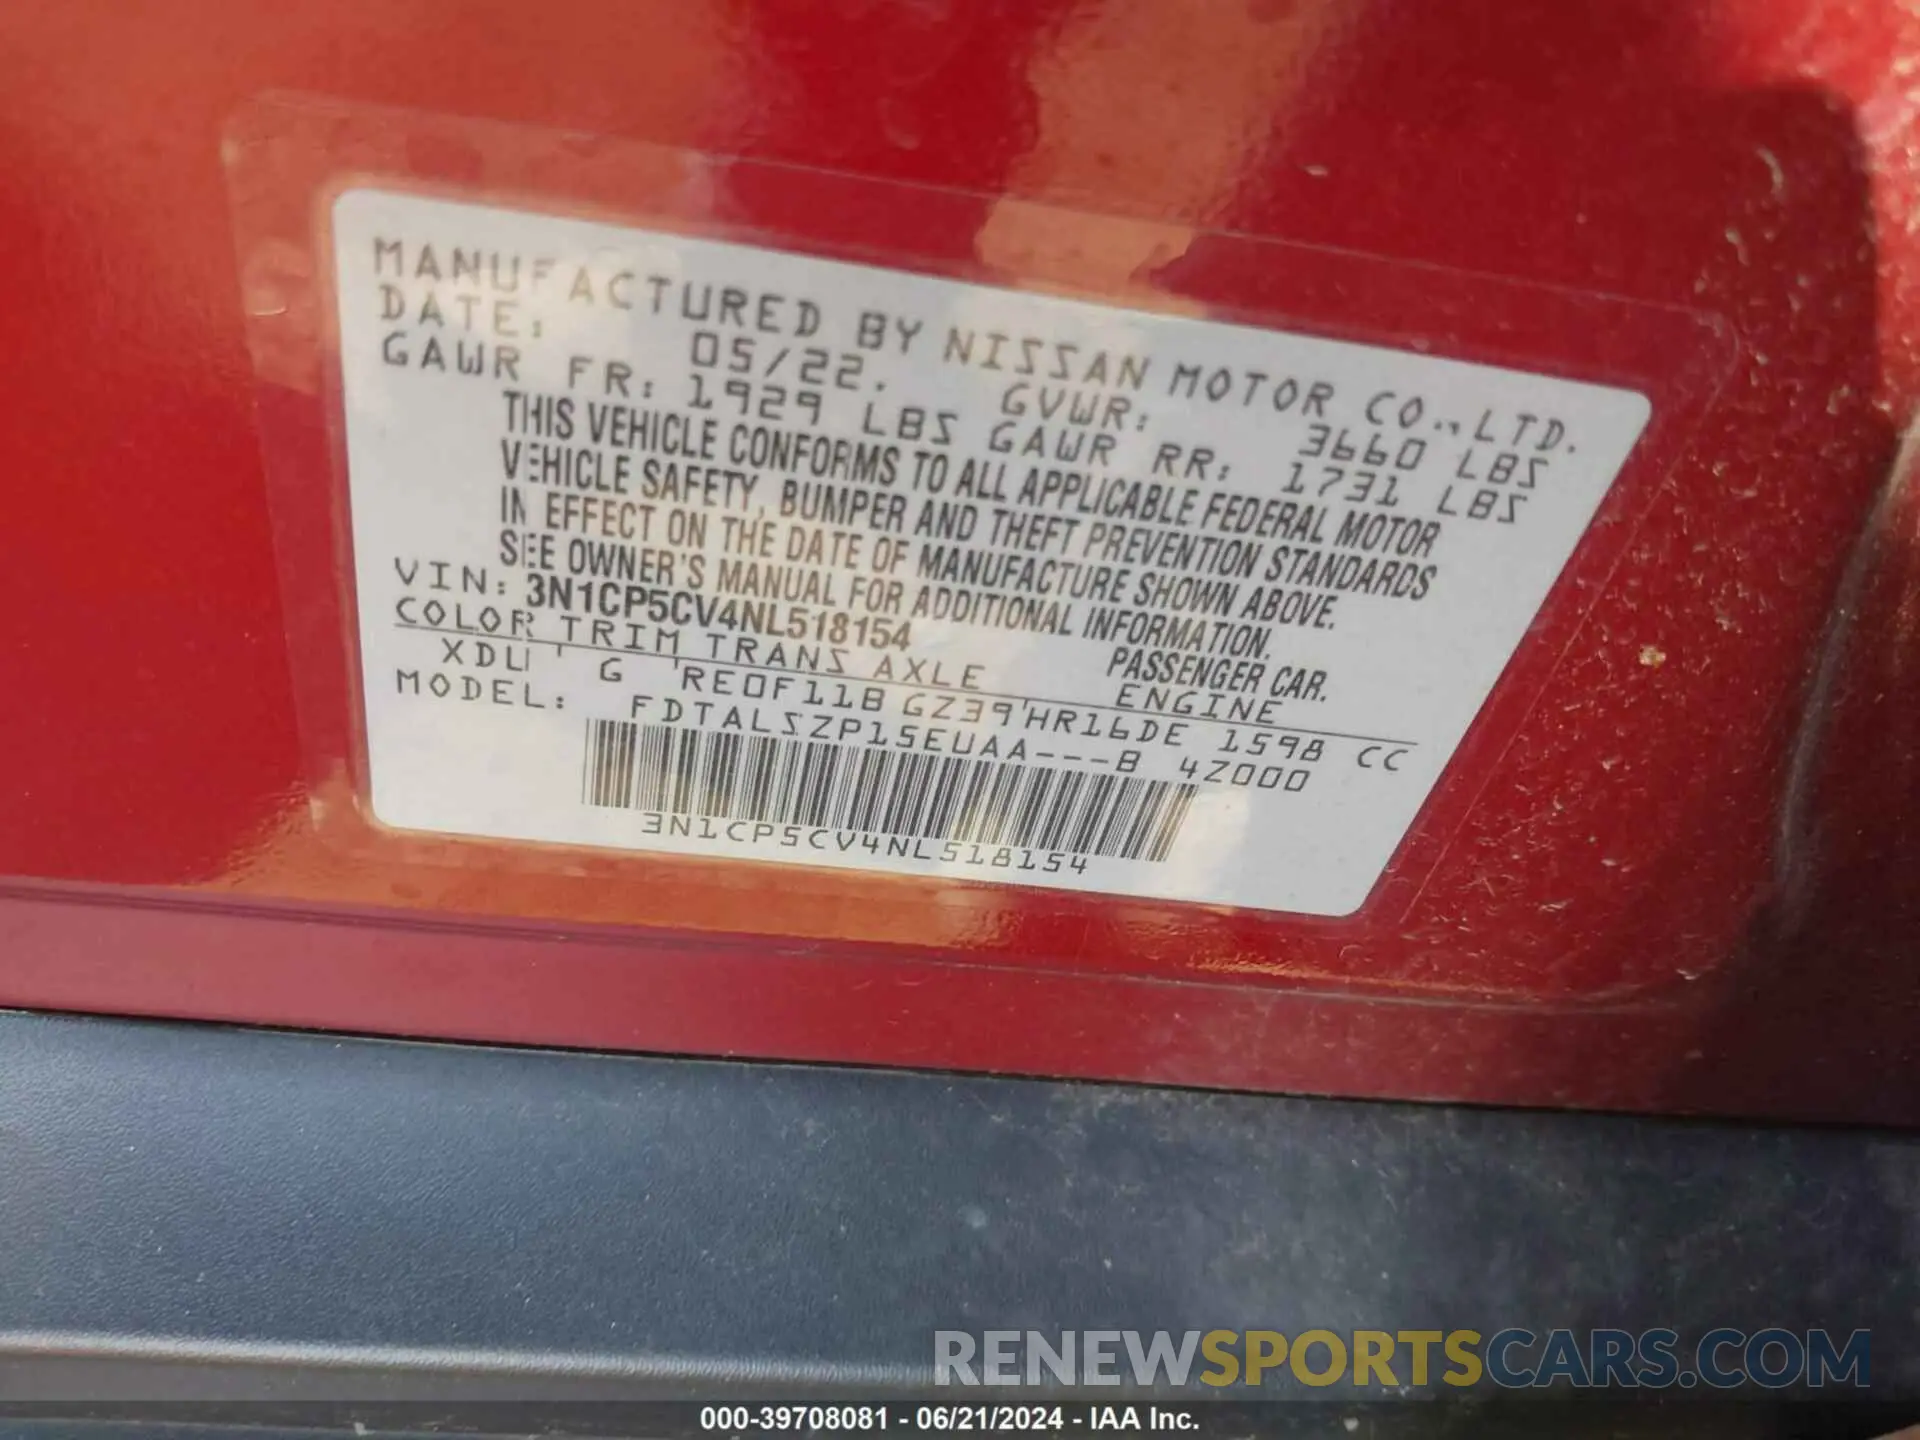 MANUFACTURED BY NISSAN MOTOR CO., LTD.
DATE: 05/22. GVWR: 3660 LBS
GAWR FR: 1929 LBS GAWR RR: 1731 LBS
THIS VEHICLE CONFORMS TO ALL APPLICABLE FEDERAL MOTOR
VEHICLE SAFETY, BUMPER AND THEFT PREVENTION STANDARDS
IN EFFECT ON THE DATE OF MANUFACTURE SHOWN ABOVE.
SEE OWNER'S MANUAL FOR ADDITIONAL INFORMATION.
VIN: 3N1CP5CV4NL518154 PASSENGER CAR.
COLOR TRIM TRANS AXLE ENGINE
G RE0F11B GZ39 HR16DE 1598 CC
MODEL: FDTALSZP15EUAA---B 4Z000
3N1CP5CV4NL518154
RENEWSPORTSCARS.COM
000-39708081 - 06/21/2024 - IAA Inc.